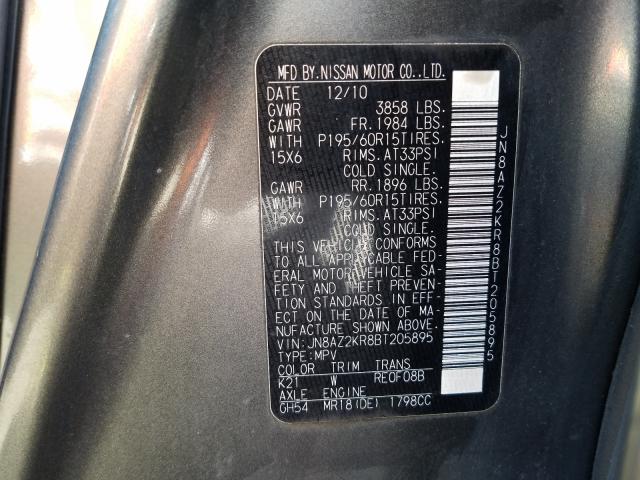 MFD BY.NISSAN MOTOR CO.,LTD.
DATE 12/10
GVWR 3858 LBS.
GAWR FR.1984 LBS.
WITH P195/60R15TIRES.
15X6 RIMS.AT33PSI
COLD SINGLE.
GAWR RR.1896 LBS.
WITH P195/60R15TIRES.
15X6 RIMS.AT33PSI
COLD SINGLE.
THIS VEHICLE CONFORMS
TO ALL APPLICABLE FED-
ERAL MOTOR VEHICLE SA-
FETY AND THEFT PREVEN-
TION STANDARDS IN EFF-
ECT ON THE DATE OF MA-
NUFACTURE SHOWN ABOVE.
VIN:JN8AZ2KR8BT205895
TYPE:MPV
COLOR TRIM TRANS
K21 W RE0F08B
AXLE ENGINE
GH54 MR18(DE) 1798CC
JN8AZ2KR8BT205895